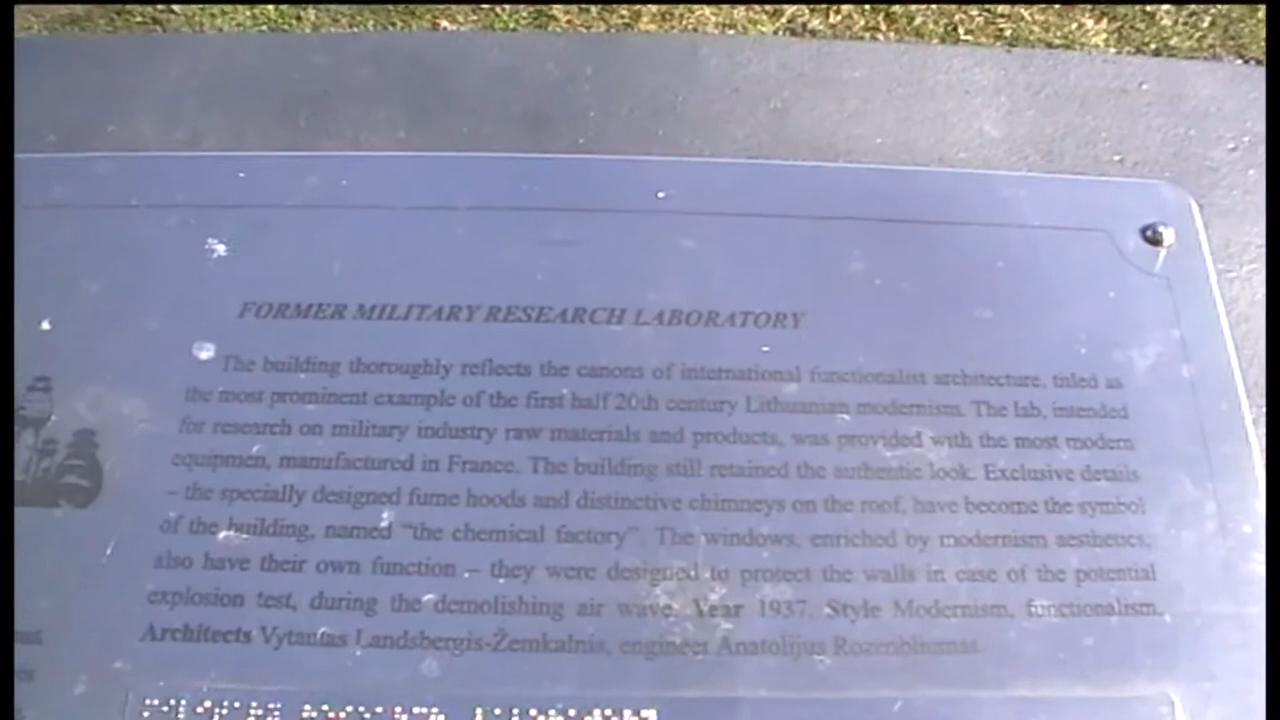 FORMER MILITARY RESEARCH LABORATORY
The building thoroughly reflects the canons of international functionalist architecture, titled as
the most prominent example of the first half 20th century Lithuanian modernism. The lab, intended
for research on military industry raw materials and products, was provided with the most modern
equipmen, manufactured in France. The building still retained the authentic look. Exclusive details
– the specially designed fume hoods and distinctive chimneys on the roof, have become the symbol
of the building, named “the chemical factory”. The windows, enriched by modernism aesthetics,
also have their own function – they were designed to protect the walls in case of the potential
explosion test, during the demolishing air wave. Year 1937. Style Modernism, functionalism.
Architects Vytautas Landsbergis-Žemkalnis, engineer Anatolijus Rozenbliumas.